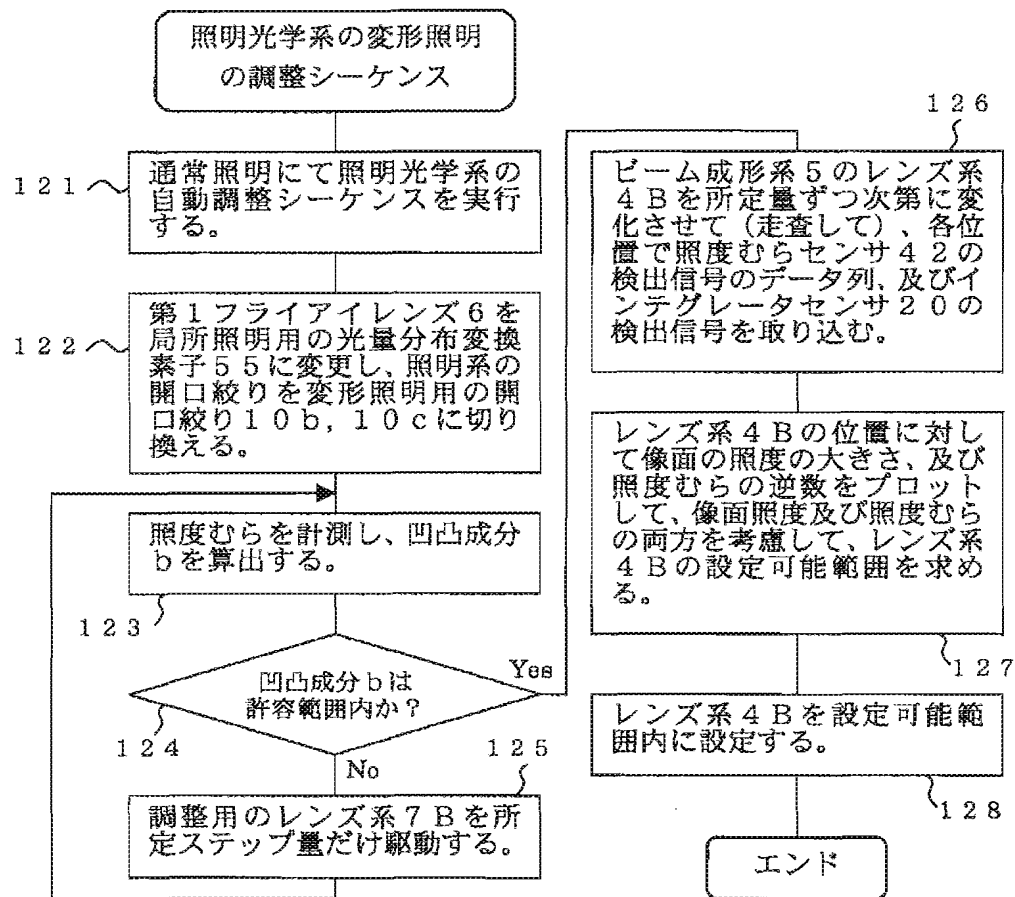 照明光学系の変形照明
の調整シーケンス
121
通常照明にて照明光学系の
自動調整シーケンスを実行
する。
122
第1フライアイレンズ6を
局所照明用の光量分布変換
素子55に変更し、照明系の
開口絞りを変形照明用の開
口絞り10b,10cに切り
換える。
照度むらを計測し、凹凸成分
bを算出する。
123
凹凸成分bは
許容範囲内か?
Yes
124
No
125
調整用のレンズ系7Bを所
定ステップ量だけ駆動する。
126
ビーム成形系5のレンズ系
4Bを所定量ずつ次第に変
化させて(走査して)、各位
置で照度むらセンサ42の
検出信号のデータ列、及びイ
ンテグレータセンサ20の
検出信号を取り込む。
レンズ系4Bの位置に対し
て像面の照度の大きさ、及び
照度むらの逆数をプロット
して、像面照度及び照度むら
の両方を考慮して、レンズ系
4Bの設定可能範囲を求め
る。
127
レンズ系4Bを設定可能範
囲内に設定する。
128
エンド